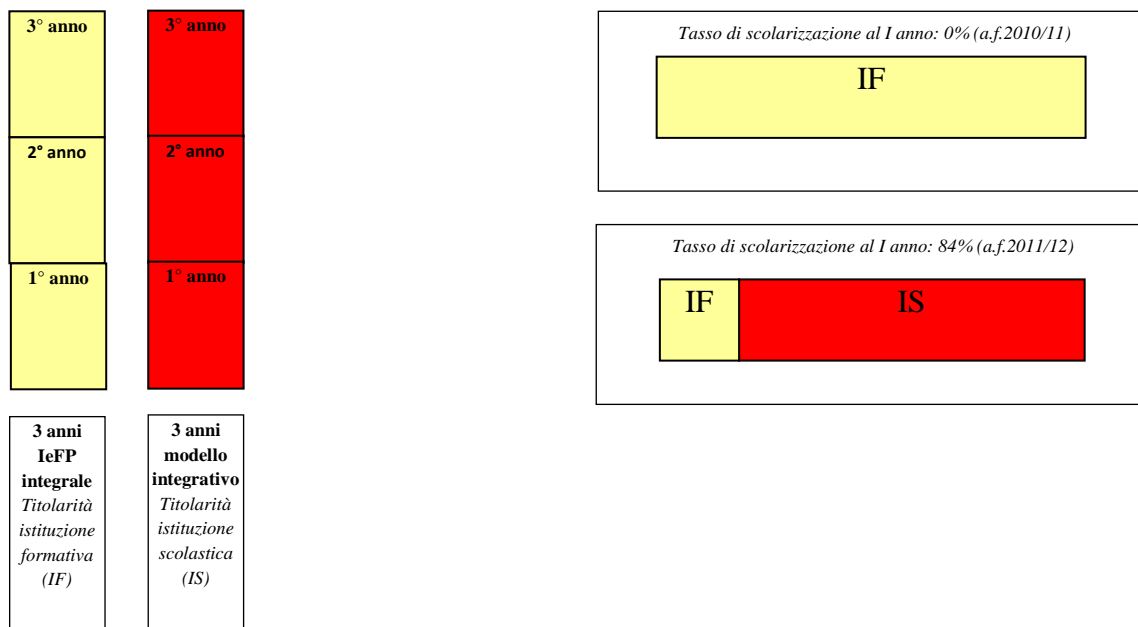 3° anno
2° anno
1° anno
3 anni
IeFP
integrale
Titolarità
istituzione
formativa
(IF)
3° anno
2° anno
1° anno
3 anni
modello
integrativo
Titolarità
istituzione
scolastica
(IS)
Tasso di scolarizzazione al I anno: 0% (a.f.2010/11)
IF
Tasso di scolarizzazione al I anno: 84% (a.f.2011/12)
IF
IS